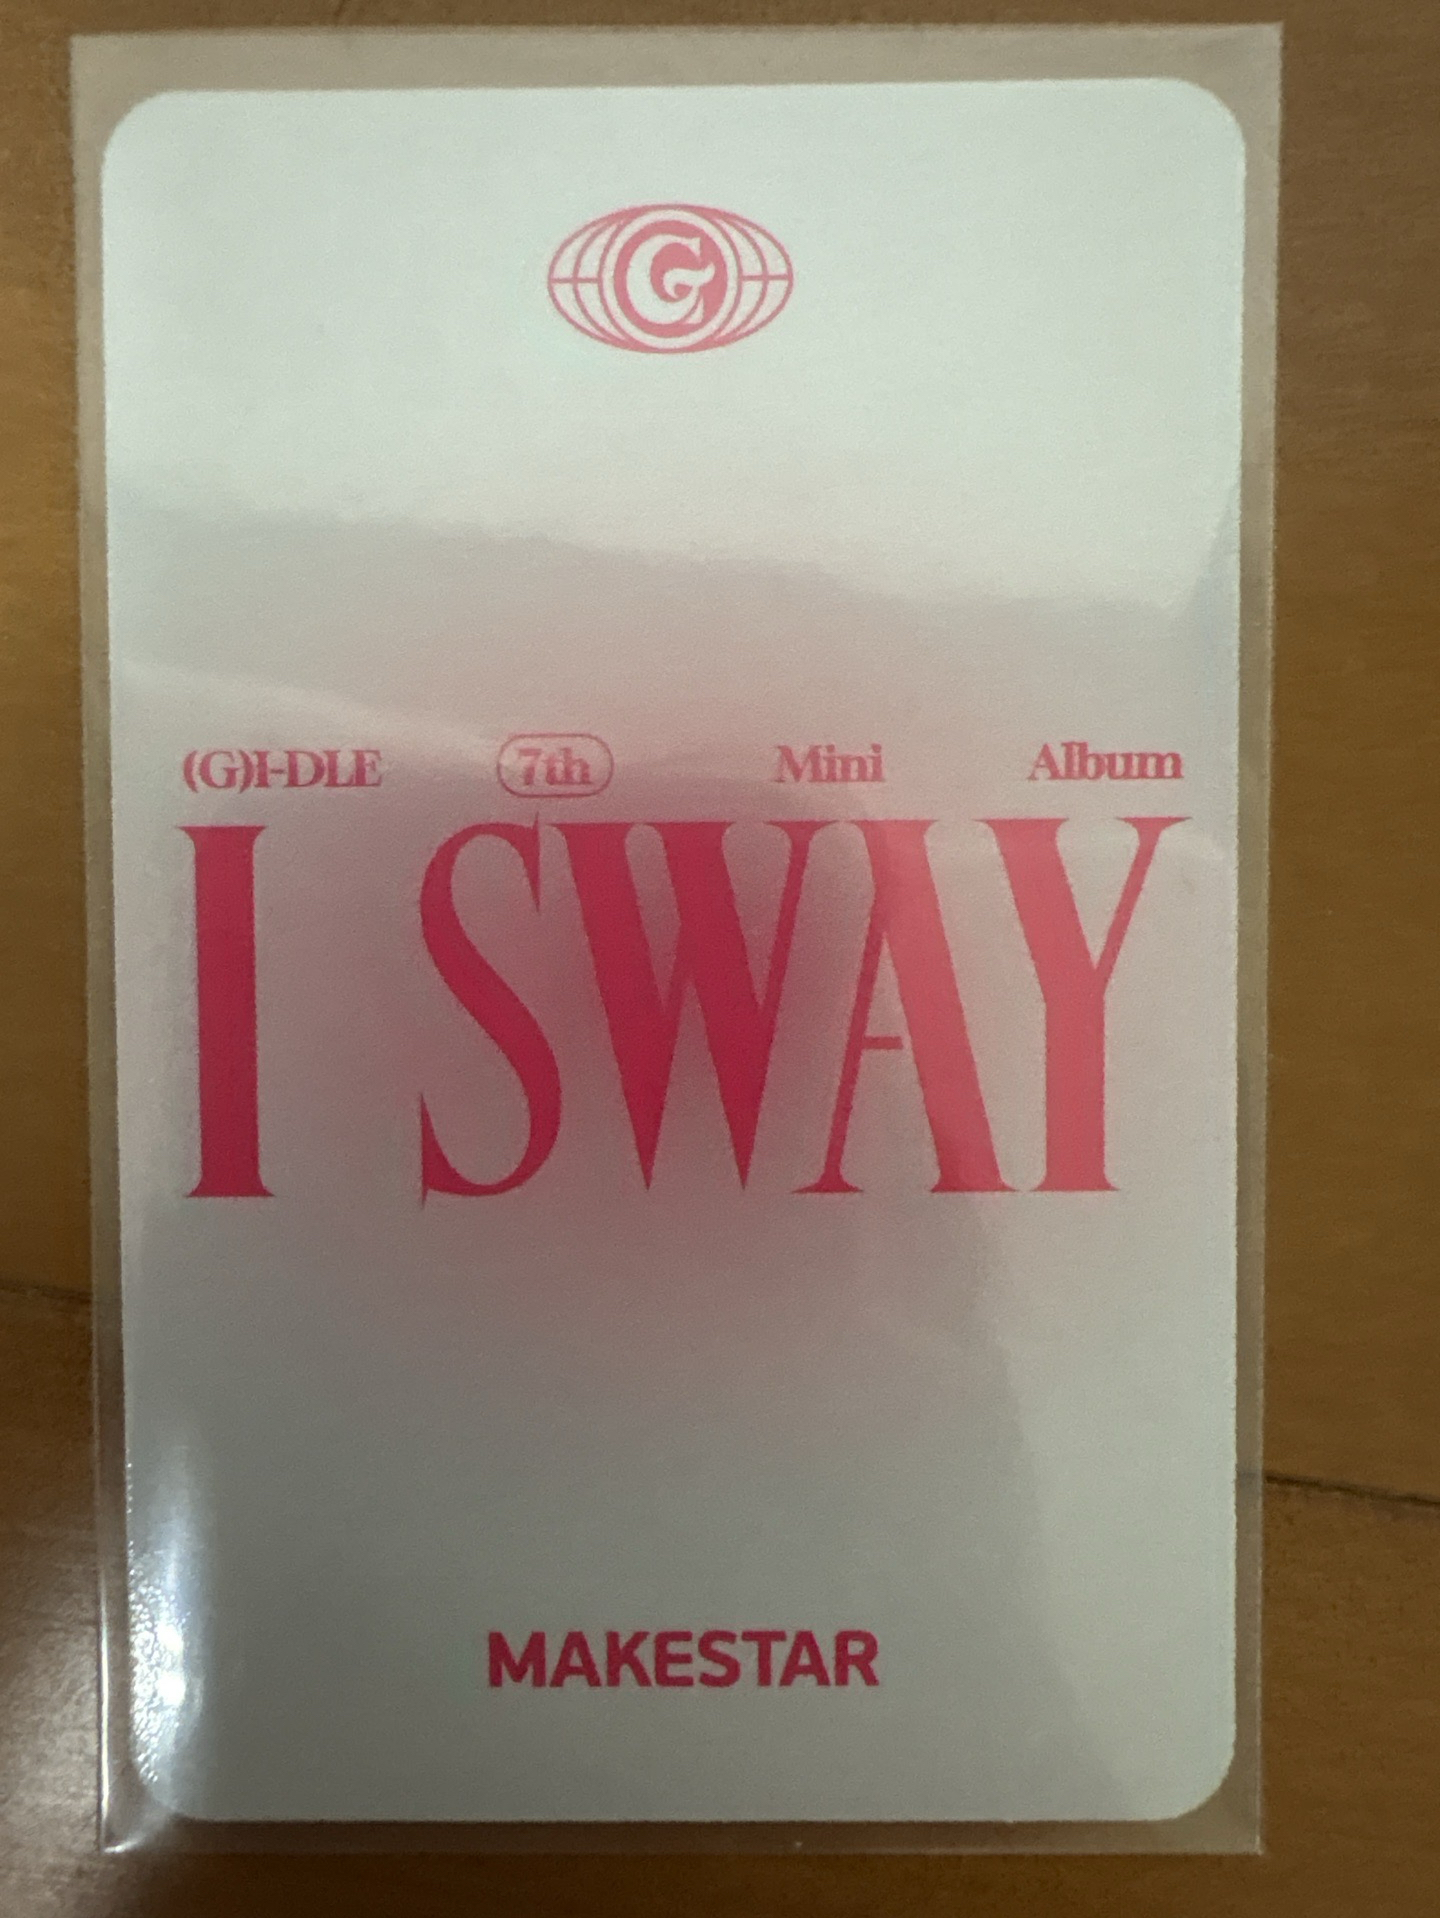 G
(G)I-DLE 7th Mini Album
I SWAY
MAKESTAR